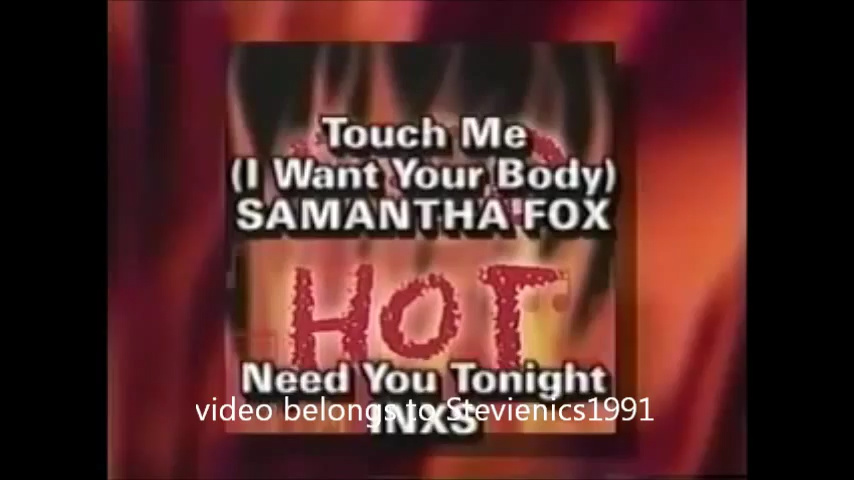 Touch Me
(I Want Your Body)
SAMANTHA FOX
HOT
Need You Tonight
video belongs to Stevienics1991
INXS